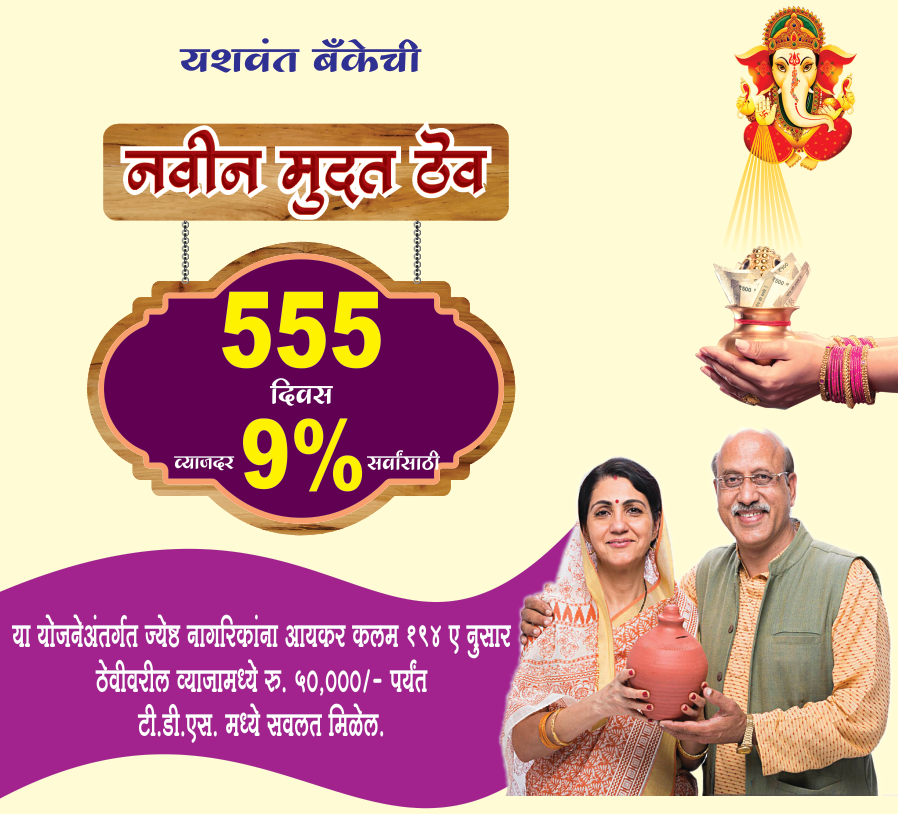 यशवंत बँकेची
नवीन मुदत ठेव
555
दिवस
व्याजदर 9% सर्वांसाठी
या योजनेअंतर्गत ज्येष्ठ नागरिकांना आयकर कलम १९४ ए नुसार
ठेवीवरील व्याजामध्ये रु. ५०,०००/- पर्यंत
टी.डी.एस. मध्ये सवलत मिळेल.